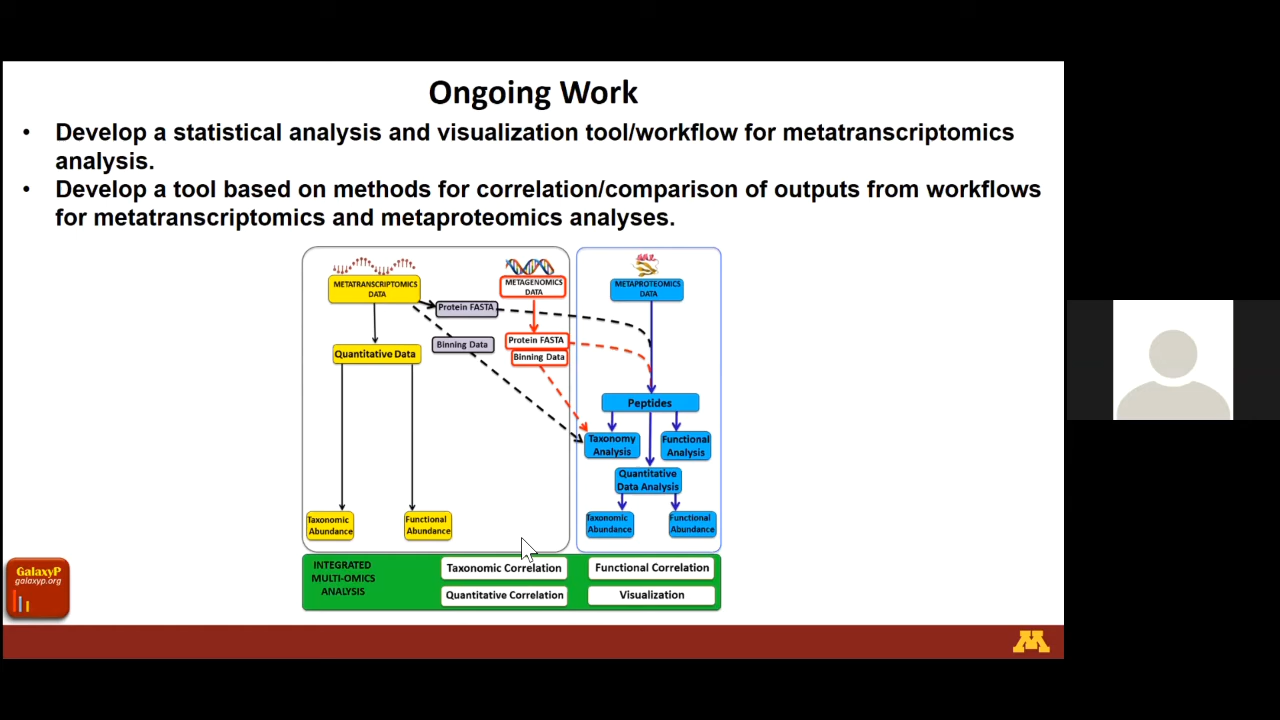 Ongoing Work
• Develop a statistical analysis and visualization tool/workflow for metatranscriptomics
analysis.
• Develop a tool based on methods for correlation/comparison of outputs from workflows
for metatranscriptomics and metaproteomics analyses.
METATRANSCRIPTOMICS
DATA
METAGENOMICS
DATA
METAPROTEOMICS
DATA
Protein FASTA
Binning Data
Quantitative Data
Protein FASTA
Binning Data
Peptides
Taxonomy
Analysis
Functional
Analysis
Quantitative
Data Analysis
Taxonomic
Abundance
Functional
Abundance
Taxonomic
Abundance
Functional
Abundance
INTEGRATED
MULTI-OMICS
ANALYSIS
Taxonomic Correlation
Functional Correlation
Quantitative Correlation
Visualization
GalaxyP
galaxyp.org
M